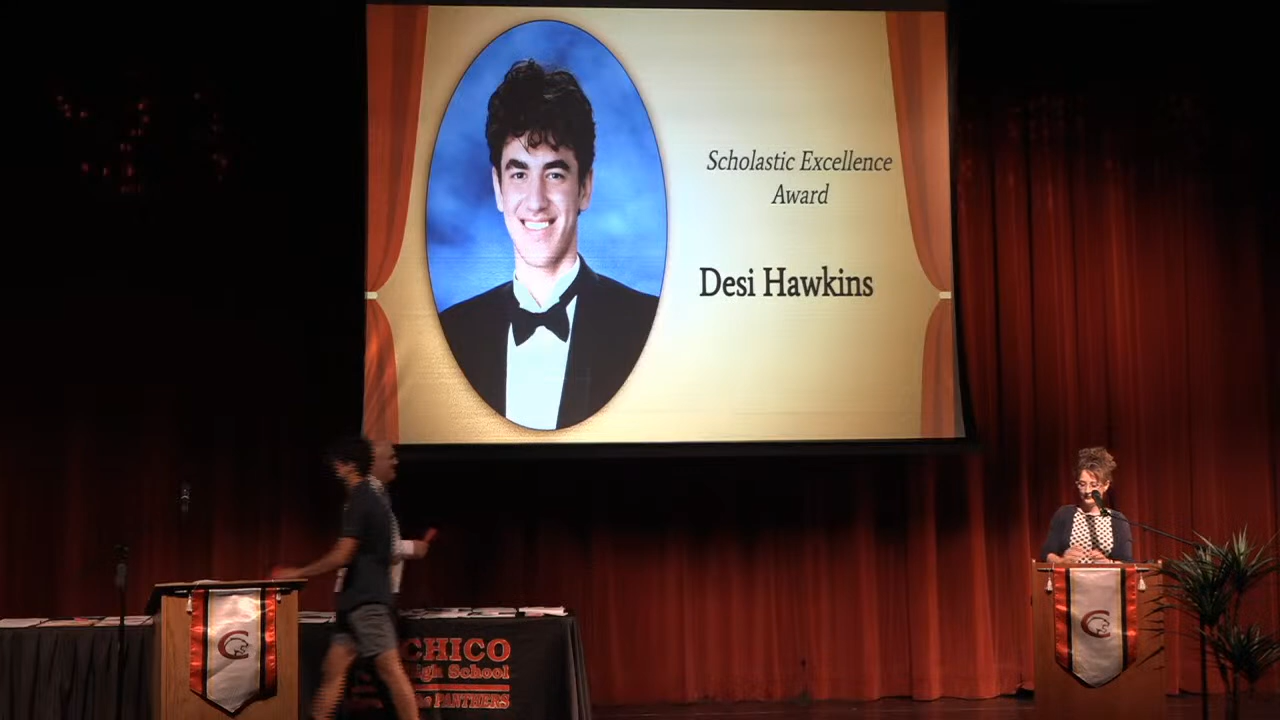 Scholastic Excellence
Award
Desi Hawkins
CHICO
High School
PANTHERS
C
C